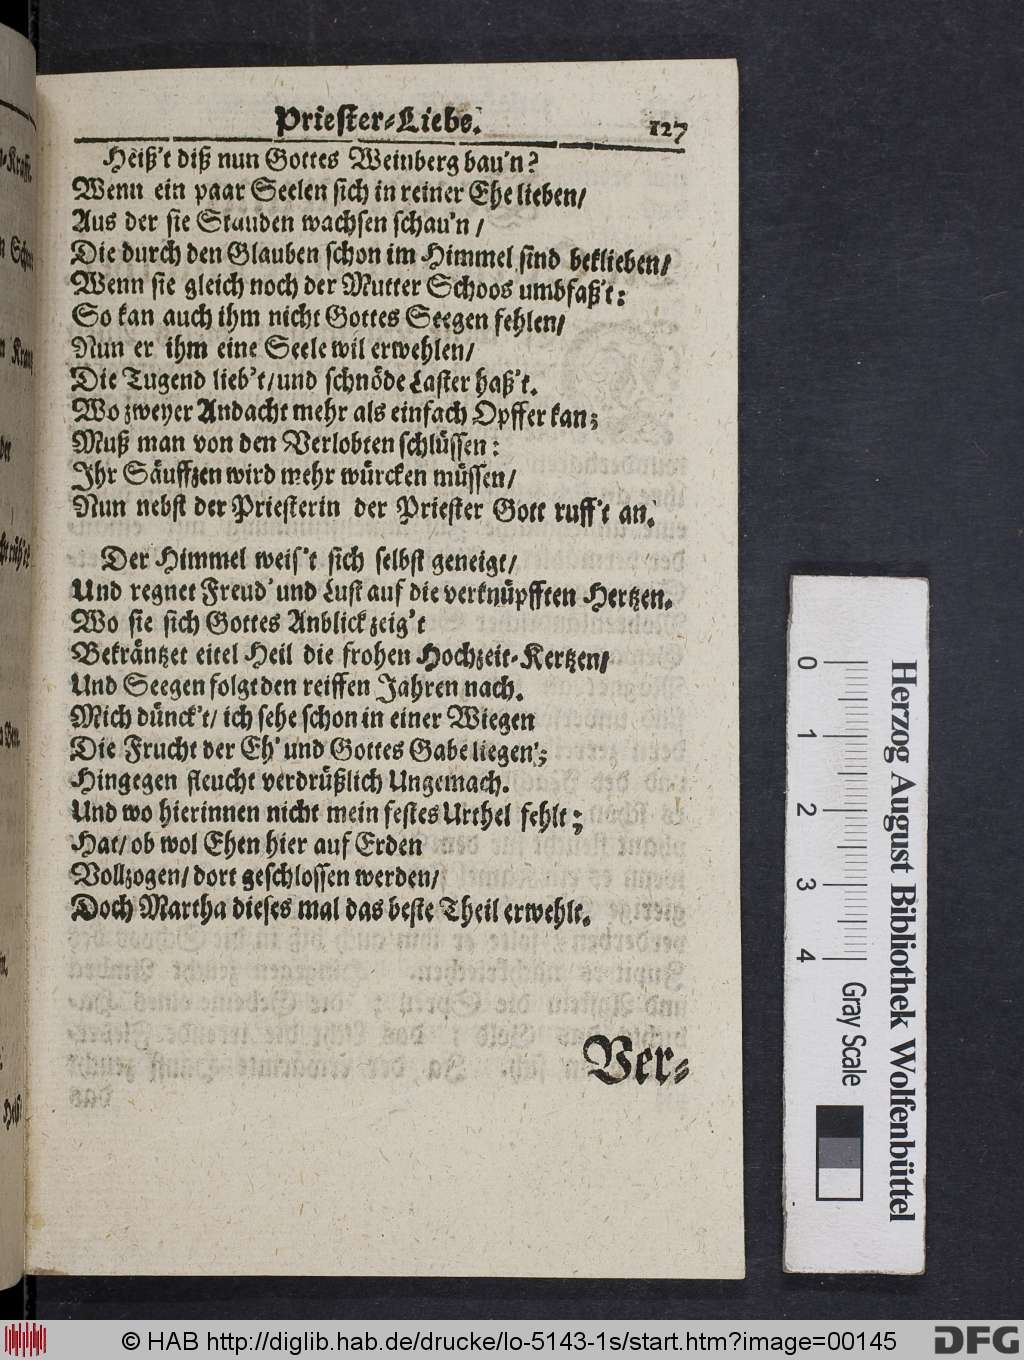 Priester-Liebe. 127
Heiß't diß nun Gottes Weinberg bau'n?
Wenn ein paar Seelen sich in reiner Ehe lieben/
Aus der sie Stauden wachsen schau'n /
Die durch den Glauben schon im Himmel sind beklieben/
Wenn sie gleich noch der Mutter Schoos umbfaß't:
So kan auch ihm nicht Gottes Seegen fehlen/
Nun er ihm eine Seele wil erwehlen/
Die Tugend lieb't/und schnöde Laster haß't.
Wo zweyer Andacht mehr als einfach Opffer kan;
Muß man von den Verlobten schlüssen:
Ihr Säuffzen wird mehr würcken müssen/
Nun nebst der Priesterin der Priester Gott ruff't an.
Der Himmel weis't sich selbst geneigt/
Und regnet Freud' und Lust auf die verknüpfften Hertzen.
Wo sie sich Gottes Anblick zeig't
Bekräntzet eitel Heil die frohen Hochzeit-Kertzen/
Und Seegen folgt den reiffen Jahren nach.
Mich dünck't/ ich sehe schon in einer Wiegen
Die Frucht der Eh' und Gottes Gabe liegen;
Hingegen fleucht verdrüßlich Ungemach.
Und wo hierinnen nicht mein festes Urthel fehlt;
Hat/ ob wol Ehen hier auf Erden
Vollzogen/ dort geschlossen werden/
Doch Martha dieses mal das beste Theil erwehlt.
Ver-
Herzog August Bibliothek Wolfenbüttel
0 1 2 3 4 Gray Scale
© HAB http://diglib.hab.de/drucke/lo-5143-1s/start.htm?image=00145
DFG